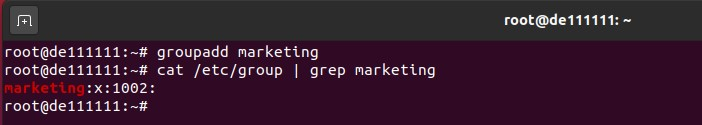 root@de111111: ~
root@de111111:~# groupadd marketing
root@de111111:~# cat /etc/group | grep marketing
marketing:x:1002:
root@de111111:~#